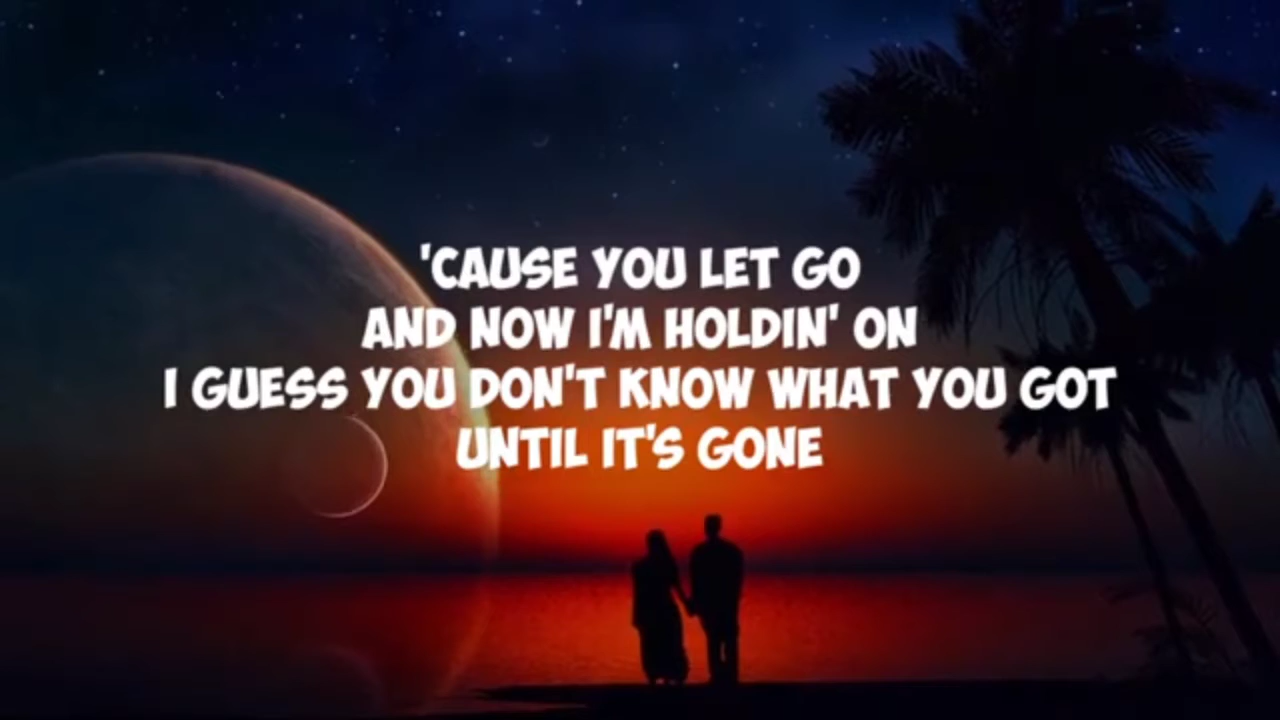 'CAUSE YOU LET GO
AND NOW I'M HOLDIN' ON
I GUESS YOU DON'T KNOW WHAT YOU GOT
UNTIL IT'S GONE